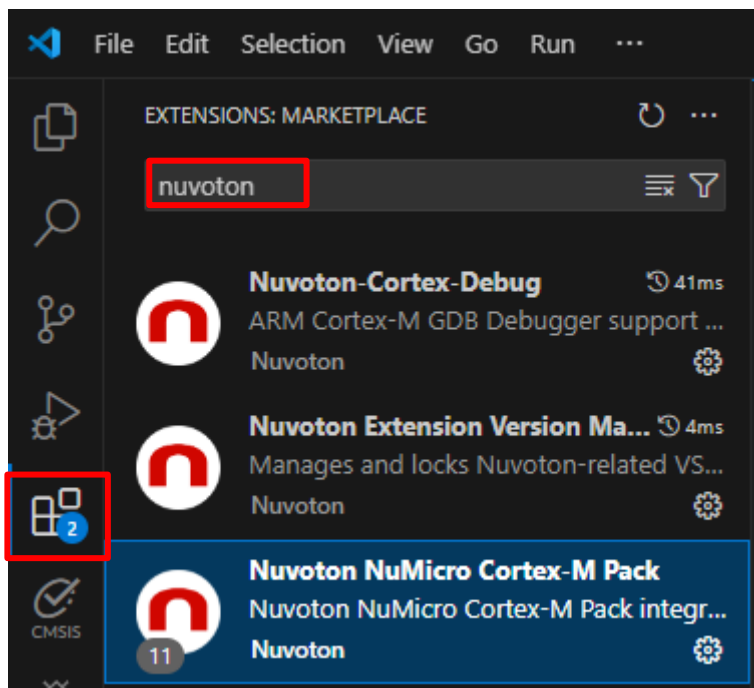 File Edit Selection View Go Run ···
EXTENSIONS: MARKETPLACE ···
nuvoton
Nuvoton-Cortex-Debug 41ms
ARM Cortex-M GDB Debugger support ...
Nuvoton
Nuvoton Extension Version Ma... 4ms
Manages and locks Nuvoton-related VS...
Nuvoton
2
Nuvoton NuMicro Cortex-M Pack
Nuvoton NuMicro Cortex-M Pack integr...
CMSIS
11 Nuvoton